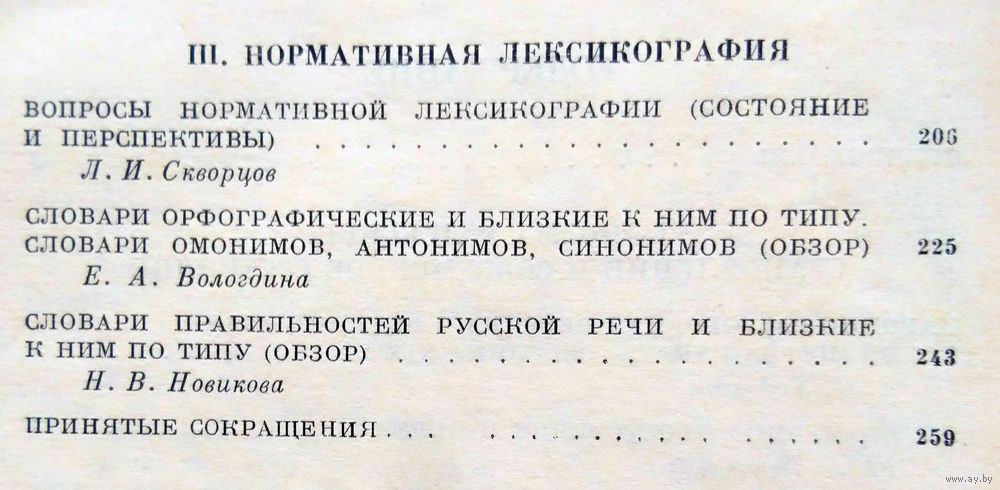 III. НОРМАТИВНАЯ ЛЕКСИКОГРАФИЯ
ВОПРОСЫ НОРМАТИВНОЙ ЛЕКСИКОГРАФИИ (СОСТОЯНИЕ
И ПЕРСПЕКТИВЫ) . . . . . . . . . . . . . . . . . . . . 206
Л. И. Скворцов
СЛОВАРИ ОРФОГРАФИЧЕСКИЕ И БЛИЗКИЕ К НИМ ПО ТИПУ.
СЛОВАРИ ОМОНИМОВ, АНТОНИМОВ, СИНОНИМОВ (ОБЗОР) 225
Е. А. Вологдина
СЛОВАРИ ПРАВИЛЬНОСТЕЙ РУССКОЙ РЕЧИ И БЛИЗКИЕ
К НИМ ПО ТИПУ (ОБЗОР) . . . . . . . . . . . . . . . . . 243
Н. В. Новикова
ПРИНЯТЫЕ СОКРАЩЕНИЯ . . . . . . . . . . . . . . . . 259
www.ay.by